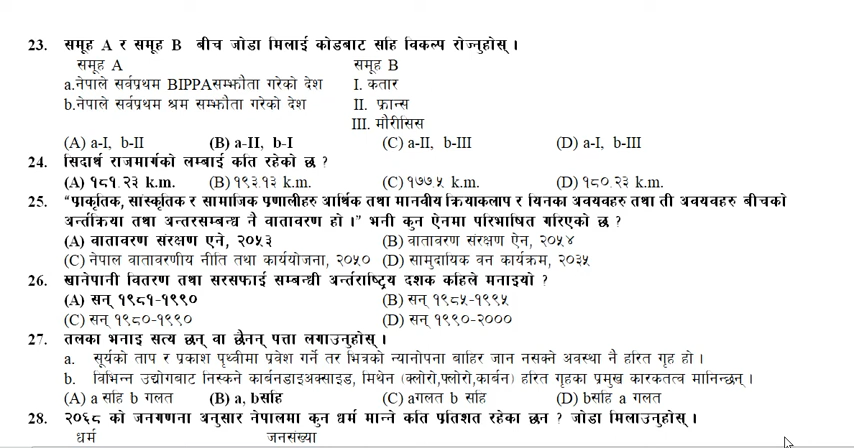 23. समूह A र समूह B बीच जोडा मिलाई कोडबाट सहि विकल्प रोज्नुहोस् ।
समूह A समूह B
a.नेपाले सर्वप्रथम BIPPAसम्झौता गरेको देश I. कतार
b.नेपाले सर्वप्रथम श्रम सम्झौता गरेको देश II. फ्रान्स
III. मौरीसिस
(A) a-I, b-II (B) a-II, b-I (C) a-II, b-III (D) a-I, b-III
24. सिदार्थ राजमार्गको लम्बाई कति रहेको छ ?
(A) १८१.२३ k.m. (B) १९३.१३ k.m. (C) १७७.५ k.m. (D) १८०.२३ k.m.
25. “प्राकृतिक, सांस्कृतिक र सामाजिक प्रणालीहरु आर्थिक तथा मानवीय क्रियाकलाप र यिनका अवयवहरु तथा ती अवयवहरु बीचको
अर्न्तक्रिया तथा अन्तरसम्बन्ध नै वातावरण हो ।” भनी कुन ऐनमा परिभाषित गरिएको छ ?
(A) वातावरण संरक्षण एने, २०५३ (B) वातावरण संरक्षण ऐन, २०५४
(C) नेपाल वातावरणीय नीति तथा कार्ययोजना, २०५० (D) सामुदायिक वन कार्यक्रम, २०३५
26. खानेपानी वितरण तथा सरसफाई सम्बन्धी अर्न्तराष्ट्रिय दशक कहिले मनाइयो ?
(A) सन् १९८१-१९९० (B) सन् १९८५-१९९५
(C) सन् १९८०-१९९० (D) सन् १९९०-२०००
27. तलका भनाइ सत्य छन् वा छैनन् पत्ता लगाउनुहोस् ।
a. सूर्यको ताप र प्रकाश पृथ्वीमा प्रवेश गर्ने तर भित्रको न्यानोपना बाहिर जान नसक्ने अवस्था नै हरित गृह हो ।
b. विभिन्न उद्योगबाट निस्कने कार्बनडाइअक्साइड, मिथेन (क्लोरो,फ्लोरो,कार्वन) हरित गृहका प्रमुख कारकतत्व मानिन्छन् ।
(A) a सहि b गलत (B) a, bसहि (C) aगलत b सहि (D) bसहि a गलत
28. २०६८ को जनगणना अनुसार नेपालमा कुन धर्म मान्ने कति प्रतिशत रहेका छन ? जोडा मिलाउनुहोस् ।
धर्म जनसंख्या